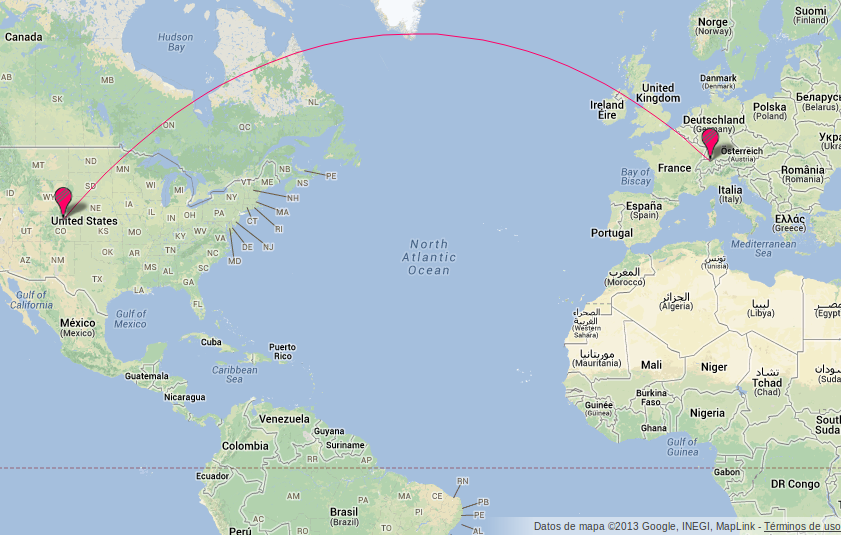 Canada
Hudson
Bay
AB
MB
SK
ON
QC
NL
NB
PE
NS
MT
ND
MN
SD
WI
MI
VT
ME
NH
NY
MA
CT
RI
ID
WY
United States
IA
IL
IN
OH
PA
NJ
DE
MD
UT
CO
KS
MO
KY
WV
VA
TN
NC
AZ
NM
OK
AR
MS
AL
SC
GA
TX
LA
FL
Gulf of
California
Gulf of
Mexico
México
(Mexico)
Cuba
Puerto
Rico
Caribbean
Sea
Guatemala
Nicaragua
Venezuela
Guyana
Suriname
Colombia
Ecuador
RR
AP
AM
PA
MA
CE
RN
PB
PE
AL
PI
AC
TO
Brasil
(Brazil)
Perú
North
Atlantic
Ocean
Suomi
(Finland)
Norge
(Norway)
Danmark
(Denmark)
United
Kingdom
Ireland
Éire
Deutschland
(Germany)
Polska
(Poland)
Беларусь
(Belarus)
Укра
(Ukra
Österreich
(Austria)
France
Bay of
Biscay
România
(Romania)
Italia
(Italy)
España
(Spain)
Portugal
Ελλάς
(Greece)
Mediterranean
Sea
تونس
(Tunisia)
المغرب
(Morocco)
الجزائر
(Algeria)
ليبيا
(Libya)
مصر
(Egypt
الصحراء
الغربية
(Western
Sahara)
موريتانيا
(Mauritania)
Mali
Niger
تشاد
Tchad
(Chad)
السودا
(Suda
Burkina
Faso
Guinée
(Guinea)
Ghana
Nigeria
South
Suda
Gulf of
Guinea
Gabon
DR Congo
Datos de mapa ©2013 Google, INEGI, MapLink - Términos de uso